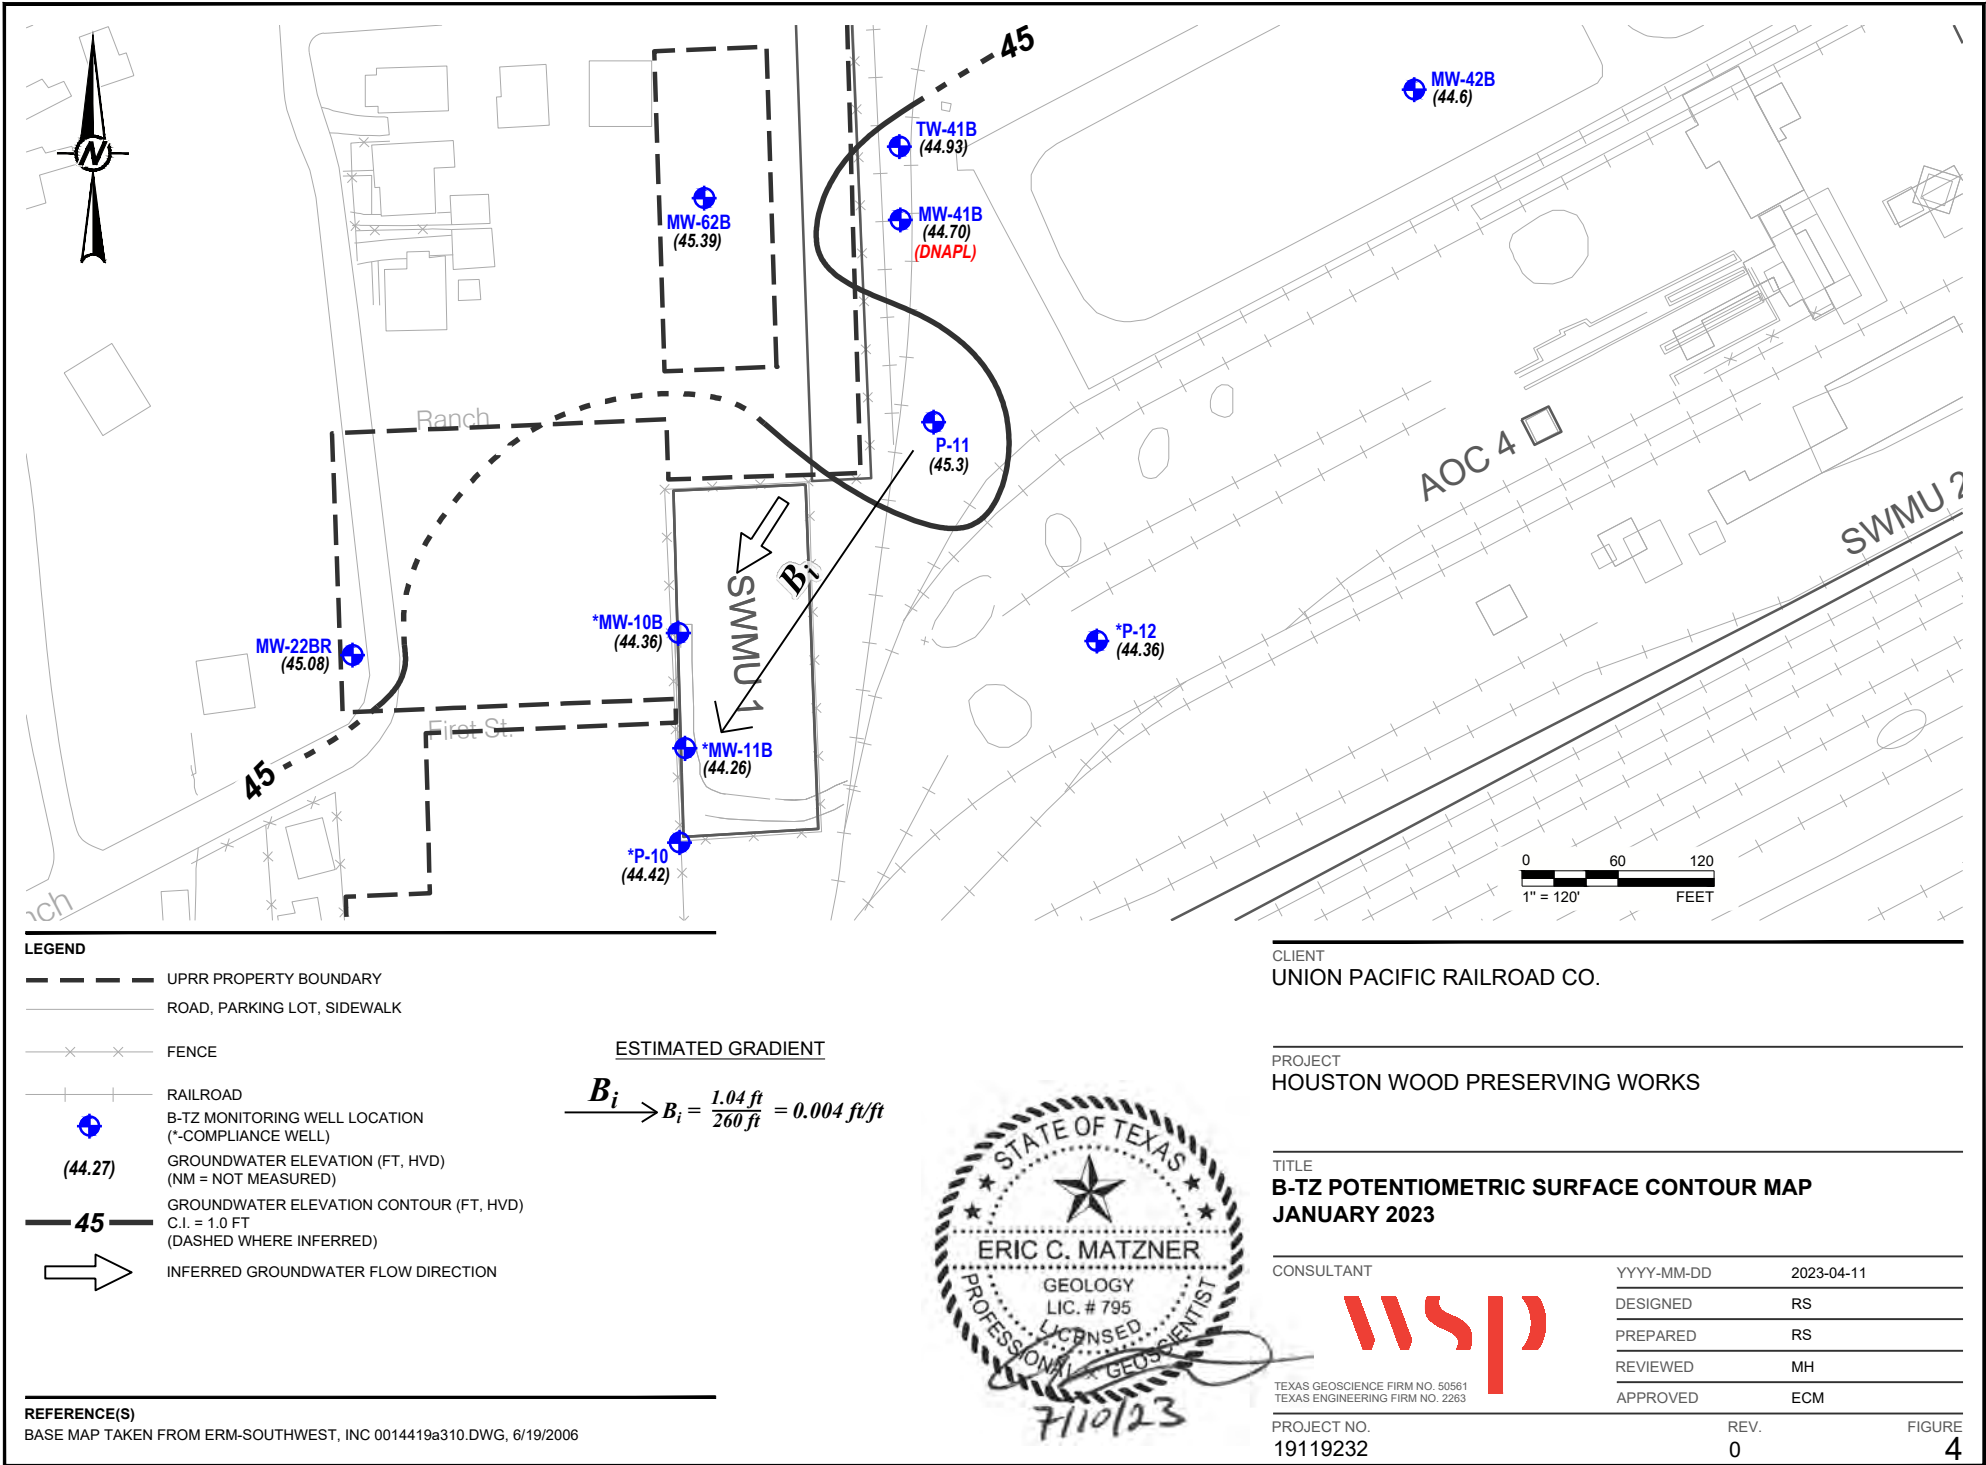 N
45
MW-42B
(44.6)
TW-41B
(44.93)
MW-62B
(45.39)
MW-41B
(44.70)
(DNAPL)
Ranch
P-11
(45.3)
AOC 4
SWMU 2
Bi
SWMU 1
*MW-10B
(44.36)
MW-22BR
(45.08)
*P-12
(44.36)
First St.
*MW-11B
(44.26)
45
*P-10
(44.42)
nch
0 60 120
1" = 120' FEET
LEGEND
UPRR PROPERTY BOUNDARY
ROAD, PARKING LOT, SIDEWALK
FENCE
RAILROAD
B-TZ MONITORING WELL LOCATION
(*-COMPLIANCE WELL)
(44.27) GROUNDWATER ELEVATION (FT, HVD)
(NM = NOT MEASURED)
45 GROUNDWATER ELEVATION CONTOUR (FT, HVD)
C.I. = 1.0 FT
(DASHED WHERE INFERRED)
INFERRED GROUNDWATER FLOW DIRECTION
ESTIMATED GRADIENT
Bi Bi = 1.04 ft / 260 ft = 0.004 ft/ft
STATE OF TEXAS
ERIC C. MATZNER
GEOLOGY
LIC. # 795
LICENSED
PROFESSIONAL GEOSCIENTIST
7/10/23
REFERENCE(S)
BASE MAP TAKEN FROM ERM-SOUTHWEST, INC 0014419a310.DWG, 6/19/2006
CLIENT
UNION PACIFIC RAILROAD CO.
PROJECT
HOUSTON WOOD PRESERVING WORKS
TITLE
B-TZ POTENTIOMETRIC SURFACE CONTOUR MAP
JANUARY 2023
CONSULTANT
wsp
TEXAS GEOSCIENCE FIRM NO. 50561
TEXAS ENGINEERING FIRM NO. 2263
YYYY-MM-DD 2023-04-11
DESIGNED RS
PREPARED RS
REVIEWED MH
APPROVED ECM
PROJECT NO.
19119232
REV.
0
FIGURE
4